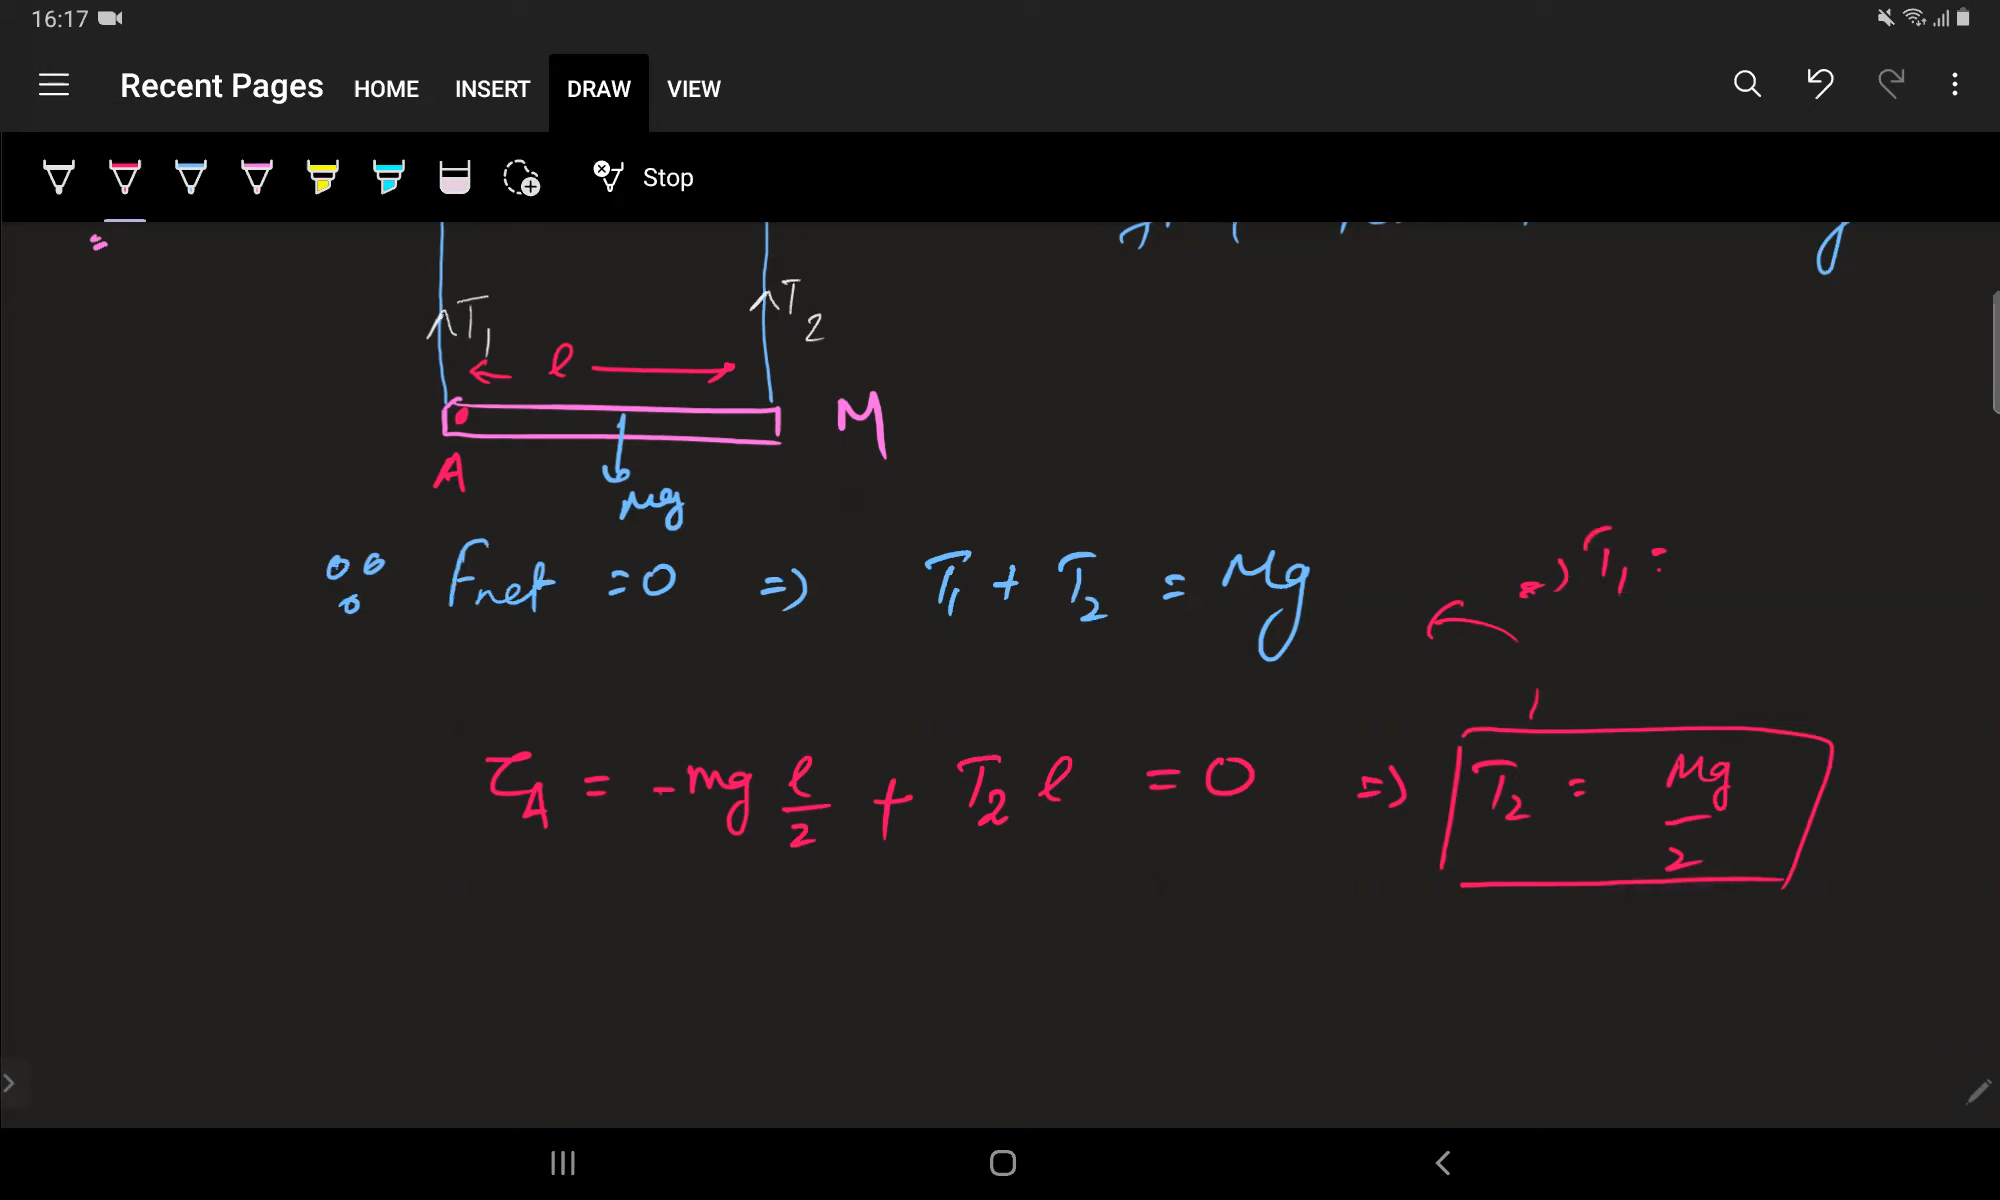 16:17
Recent Pages HOME INSERT DRAW VIEW
Stop
T₁
T₂
l
M
A
Mg
∴ Fnet = 0 ⇒ T₁ + T₂ = Mg
⇒ T₁ =
τA = -mg l/2 + T₂ l = 0 ⇒ T₂ = Mg/2